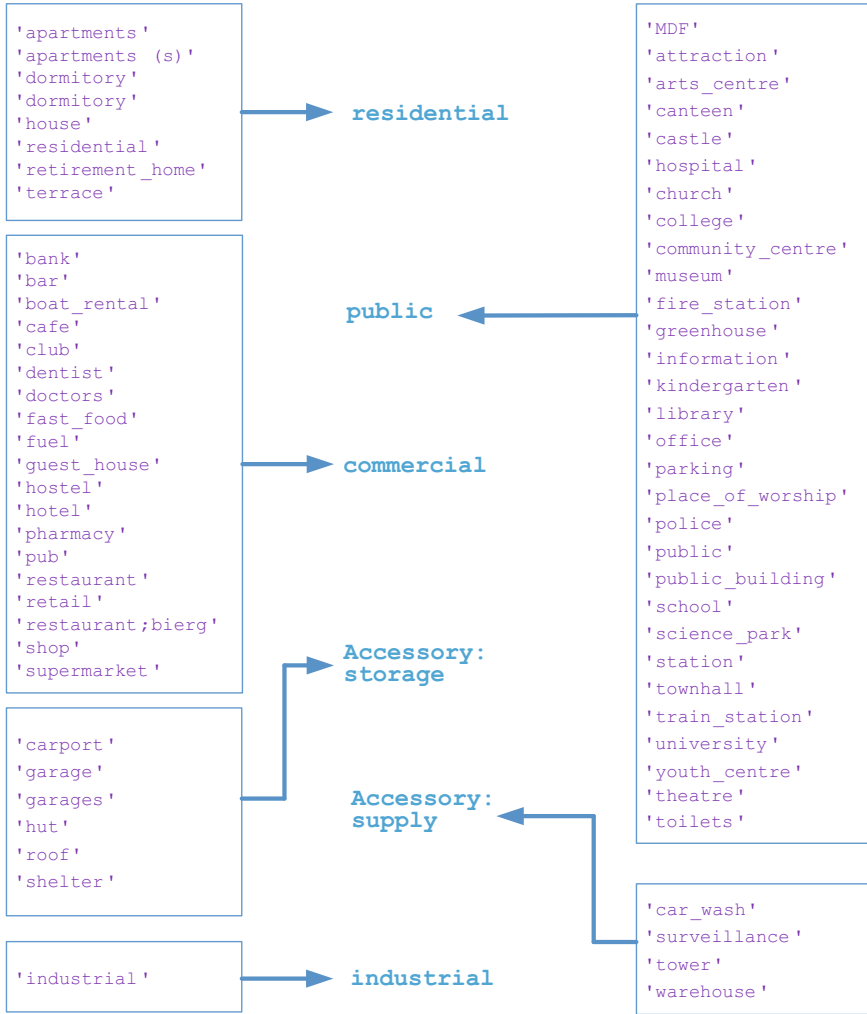 'apartments'
'apartments (s)'
'dormitory'
'dormitory'
'house'
'residential'
'retirement_home'
'terrace'
residential
'bank'
'bar'
'boat_rental'
'cafe'
'club'
'dentist'
'doctors'
'fast_food'
'fuel'
'guest_house'
'hostel'
'hotel'
'pharmacy'
'pub'
'restaurant'
'retail'
'restaurant;bierg'
'shop'
'supermarket'
commercial
'carport'
'garage'
'garages'
'hut'
'roof'
'shelter'
Accessory:
storage
'industrial'
industrial
'MDF'
'attraction'
'arts_centre'
'canteen'
'castle'
'hospital'
'church'
'college'
'community_centre'
'museum'
'fire_station'
'greenhouse'
'information'
'kindergarten'
'library'
'office'
'parking'
'place_of_worship'
'police'
'public'
'public_building'
'school'
'science_park'
'station'
'townhall'
'train_station'
'university'
'youth_centre'
'theatre'
'toilets'
public
'car_wash'
'surveillance'
'tower'
'warehouse'
Accessory:
supply